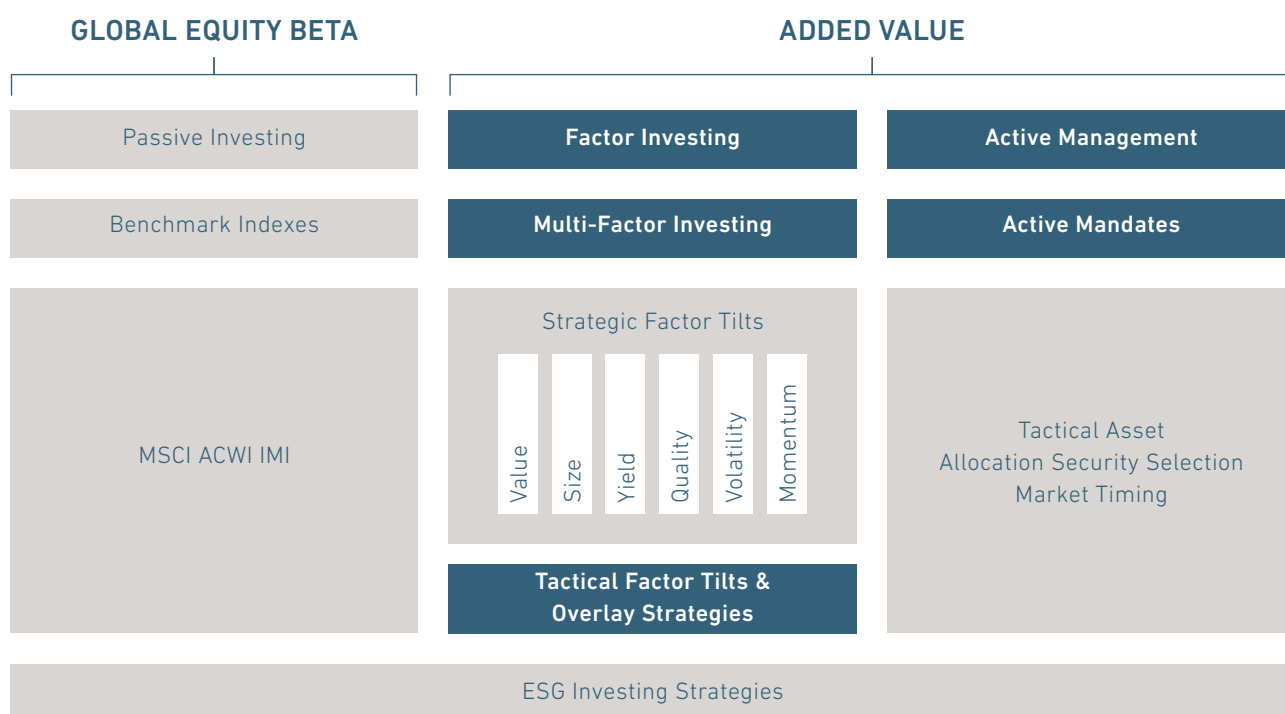 GLOBAL EQUITY BETA
ADDED VALUE
Passive Investing
Factor Investing
Active Management
Benchmark Indexes
Multi-Factor Investing
Active Mandates
MSCI ACWI IMI
Strategic Factor Tilts
Value
Size
Yield
Quality
Volatility
Momentum
Tactical Factor Tilts &
Overlay Strategies
Tactical Asset
Allocation Security Selection
Market Timing
ESG Investing Strategies